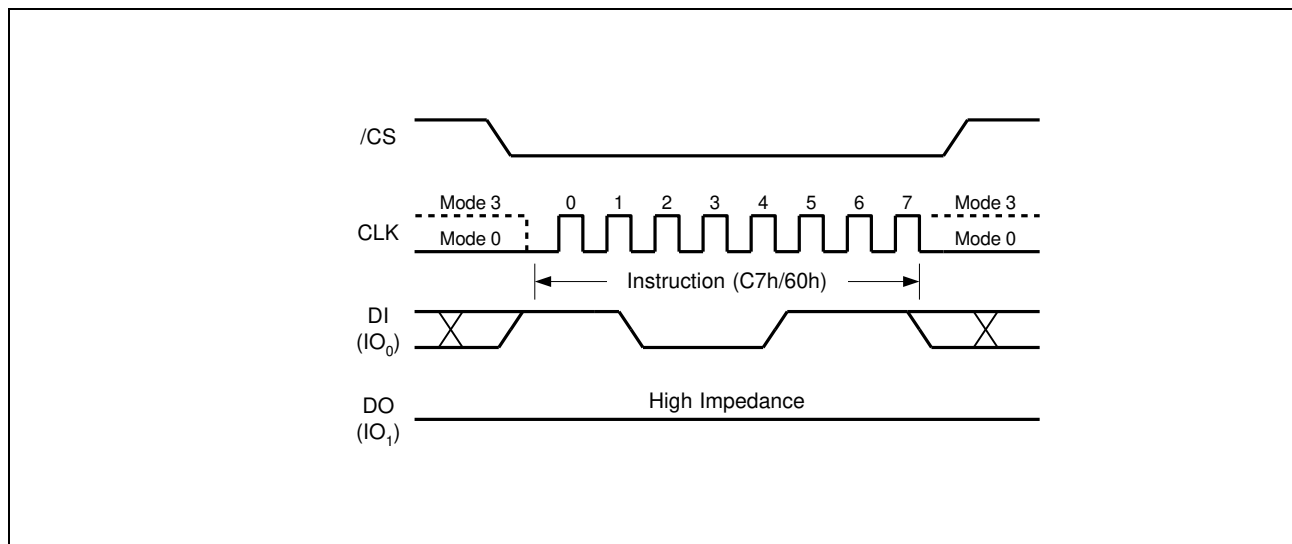 /CS
Mode 3 0 1 2 3 4 5 6 7 Mode 3
CLK
Mode 0 Mode 0
Instruction (C7h/60h)
DI
(IO0)
High Impedance
DO
(IO1)